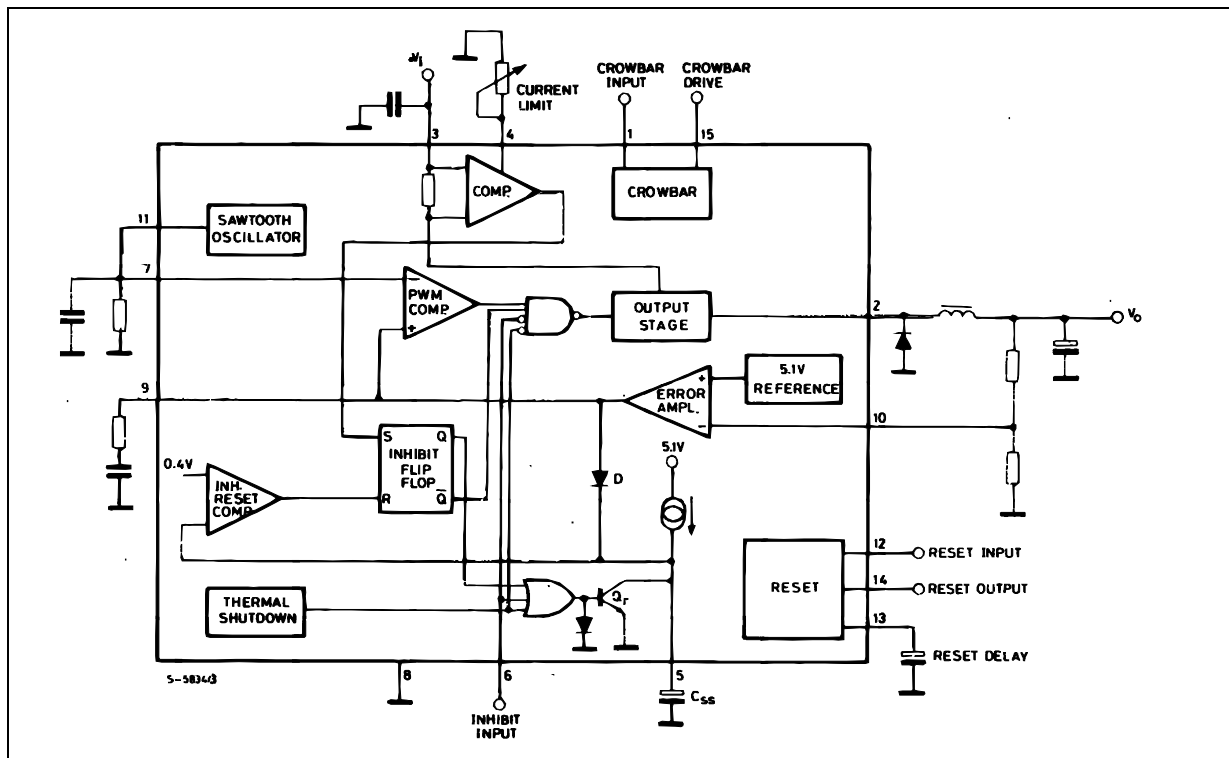 Vi
CURRENT
LIMIT
CROWBAR
INPUT
CROWBAR
DRIVE
3
4
1
15
COMP.
CROWBAR
11
SAWTOOTH
OSCILLATOR
7
−
PWM
COMP.
+
OUTPUT
STAGE
2
Vo
9
+
ERROR
AMPL.
−
5.1V
REFERENCE
10
S
Q
INHIBIT
FLIP
FLOP
R
Q̅
0.4V
INH.
RESET
COMP.
D
5.1V
THERMAL
SHUTDOWN
Qr
RESET
12
RESET INPUT
14
RESET OUTPUT
13
RESET DELAY
S-5834/3
8
6
5
Css
INHIBIT
INPUT